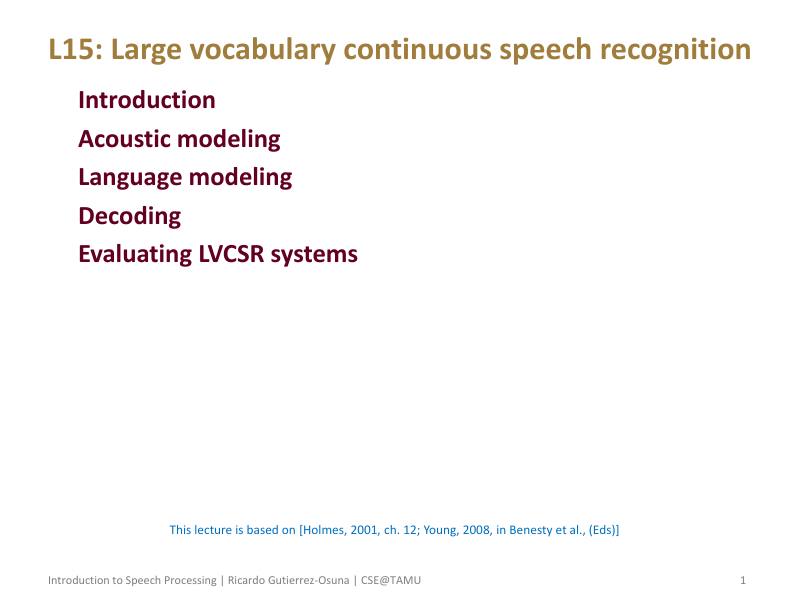 L15: Large vocabulary continuous speech recognition
Introduction
Acoustic modeling
Language modeling
Decoding
Evaluating LVCSR systems
This lecture is based on [Holmes, 2001, ch. 12; Young, 2008, in Benesty et al., (Eds)]
Introduction to Speech Processing | Ricardo Gutierrez-Osuna | CSE@TAMU 1